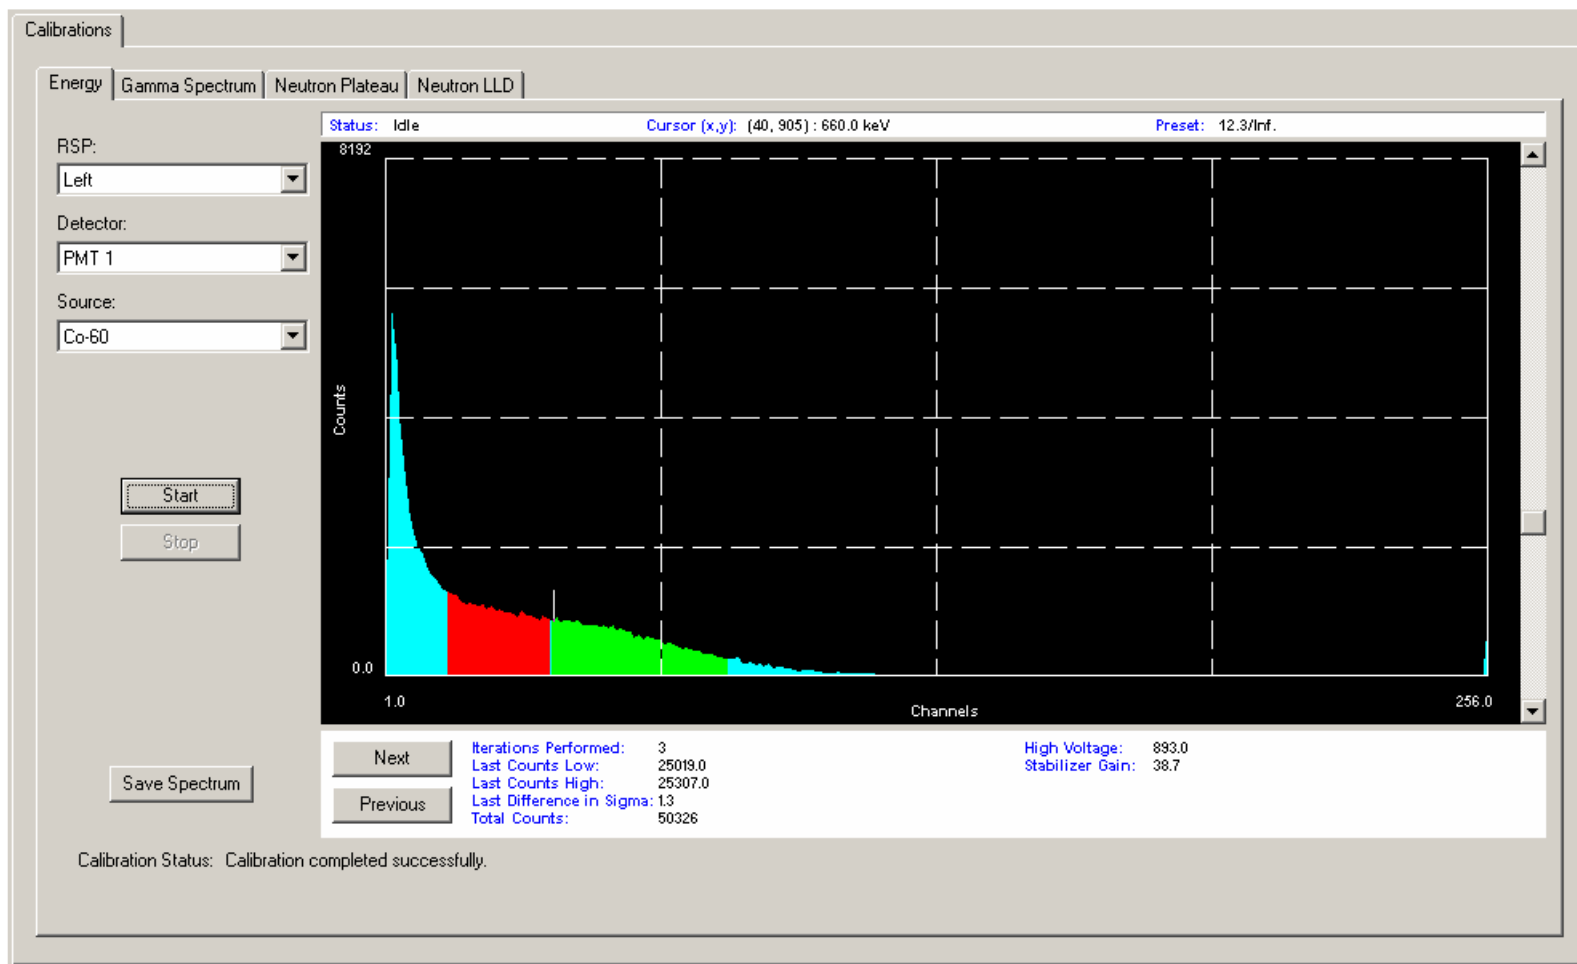 Calibrations
Energy Gamma Spectrum Neutron Plateau Neutron LLD
Status: Idle Cursor (x,y): (40, 905) : 660.0 keV Preset: 12.3/Inf.
RSP:
Left
Detector:
PMT 1
Source:
Co-60
Start
Stop
Save Spectrum
8192
Counts
0.0
1.0 Channels 256.0
Next
Previous
Iterations Performed: 3
Last Counts Low: 25019.0
Last Counts High: 25307.0
Last Difference in Sigma: 1.3
Total Counts: 50326
High Voltage: 893.0
Stabilizer Gain: 38.7
Calibration Status: Calibration completed successfully.